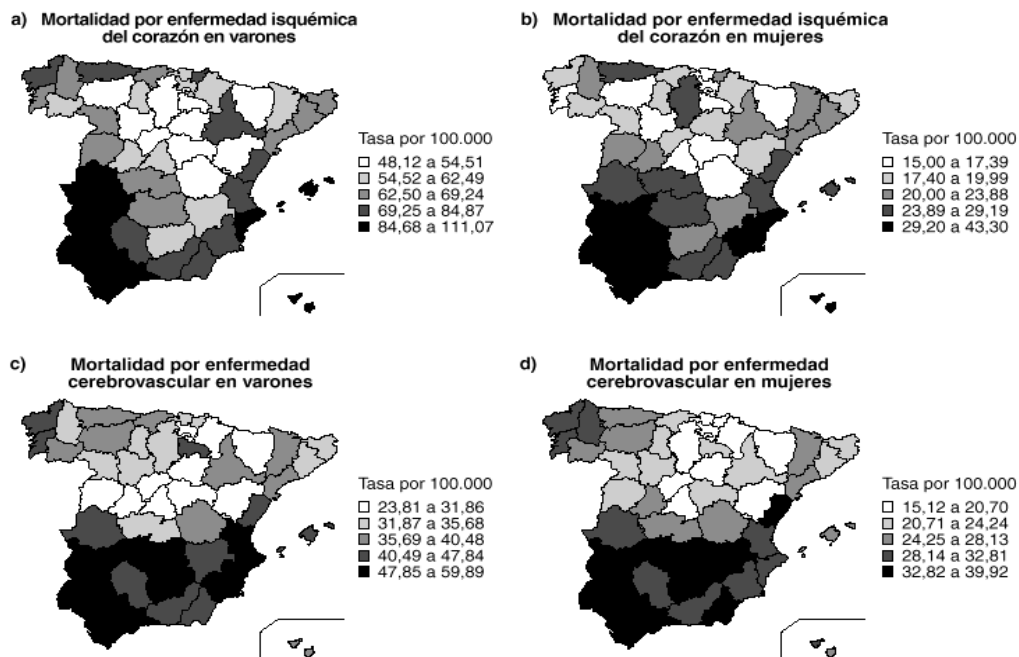 a) Mortalidad por enfermedad isquémica
del corazón en varones
Tasa por 100.000
48,12 a 54,51
54,52 a 62,49
62,50 a 69,24
69,25 a 84,87
84,68 a 111,07
b) Mortalidad por enfermedad isquémica
del corazón en mujeres
Tasa por 100.000
15,00 a 17,39
17,40 a 19,99
20,00 a 23,88
23,89 a 29,19
29,20 a 43,30
c) Mortalidad por enfermedad
cerebrovascular en varones
Tasa por 100.000
23,81 a 31,86
31,87 a 35,68
35,69 a 40,48
40,49 a 47,84
47,85 a 59,89
d) Mortalidad por enfermedad
cerebrovascular en mujeres
Tasa por 100.000
15,12 a 20,70
20,71 a 24,24
24,25 a 28,13
28,14 a 32,81
32,82 a 39,92